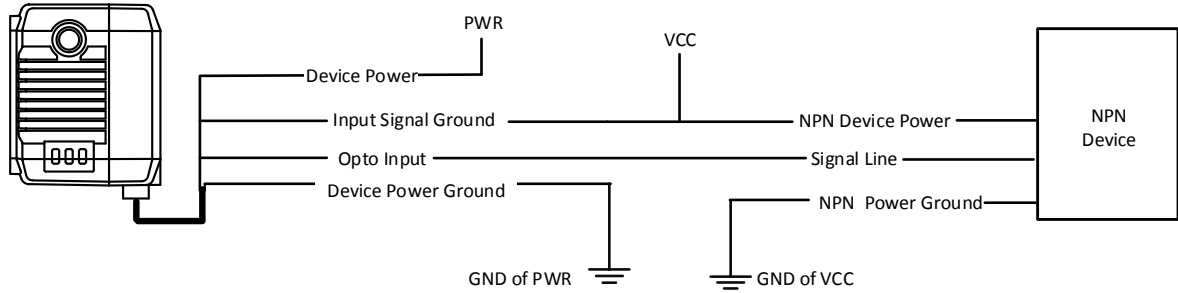 PWR
VCC
Device Power
Input Signal Ground
NPN Device Power
NPN
Device
Opto Input
Signal Line
Device Power Ground
NPN Power Ground
GND of PWR
GND of VCC